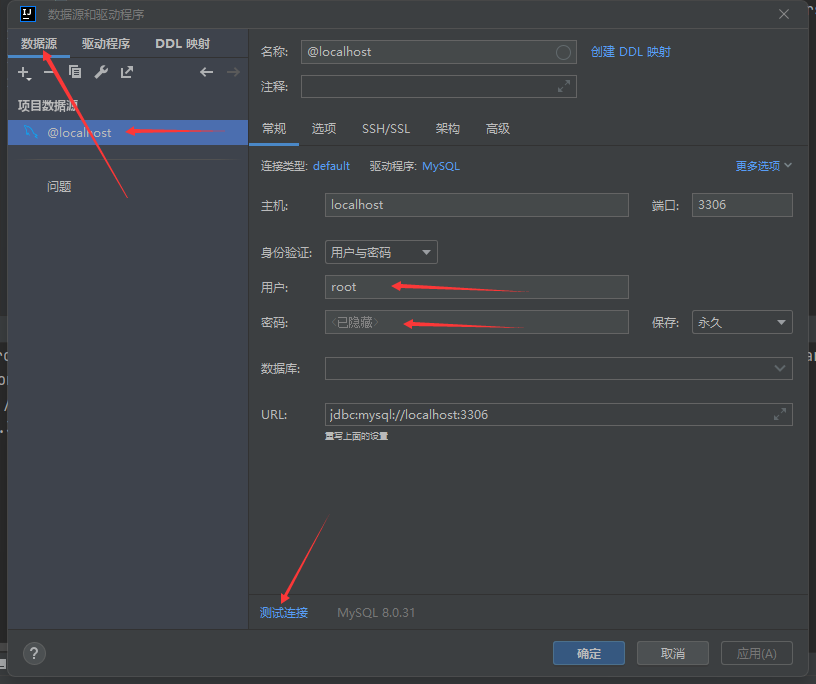 数据源和驱动程序
数据源 驱动程序 DDL 映射
项目数据源
@localhost
问题
名称: @localhost 创建 DDL 映射
注释:
常规 选项 SSH/SSL 架构 高级
连接类型: default 驱动程序: MySQL 更多选项
主机: localhost 端口: 3306
身份验证: 用户与密码
用户: root
密码: <已隐藏> 保存: 永久
数据库:
URL: jdbc:mysql://localhost:3306
重写上面的设置
测试连接 MySQL 8.0.31
? 确定 取消 应用(A)